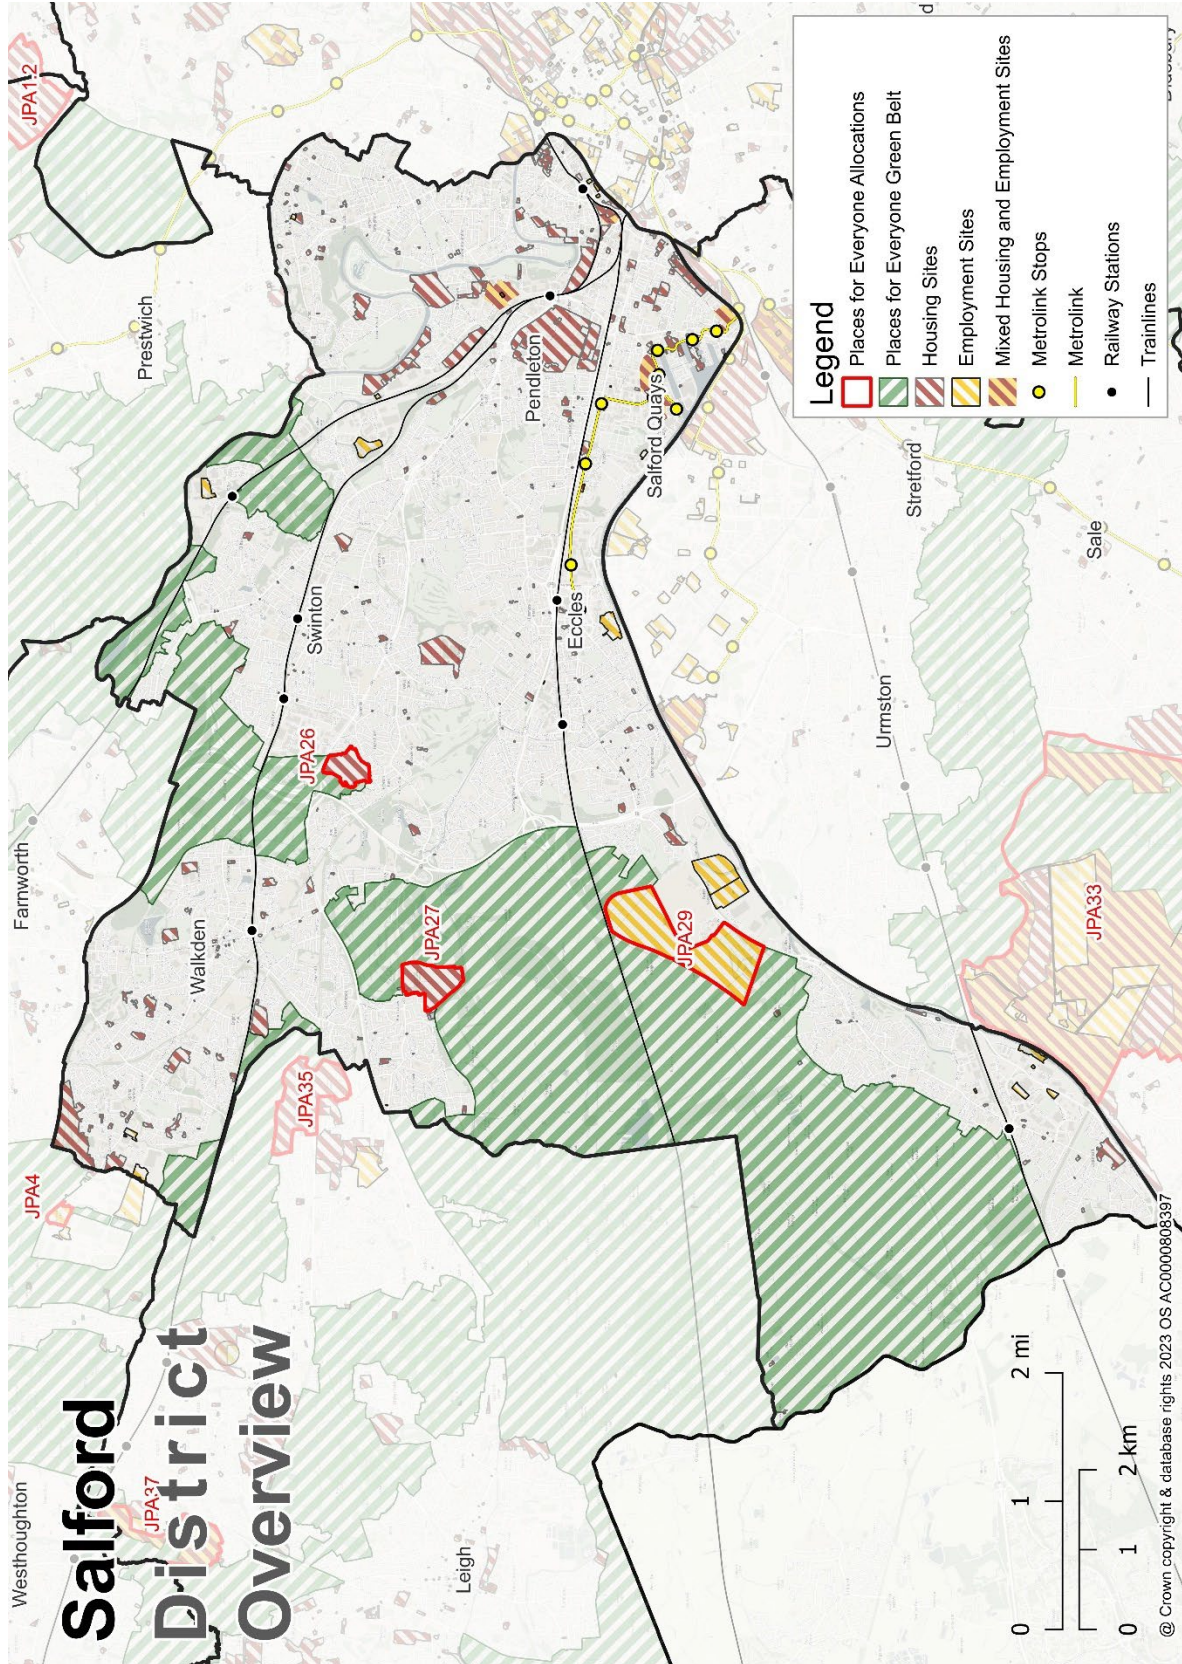 Salford
District
Overview
Westhoughton
JPA37
Leigh
JPA4
JPA35
Farnworth
Walkden
JPA27
JPA26
Swinton
JPA29
Eccles
Pendleton
Salford Quays
Prestwich
JPA1.2
Urmston
JPA33
Stretford
Sale
Legend
Places for Everyone Allocations
Places for Everyone Green Belt
Housing Sites
Employment Sites
Mixed Housing and Employment Sites
Metrolink Stops
Metrolink
Railway Stations
Trainlines
0 1 2 mi
0 1 2 km
@ Crown copyright & database rights 2023 OS AC0000808397